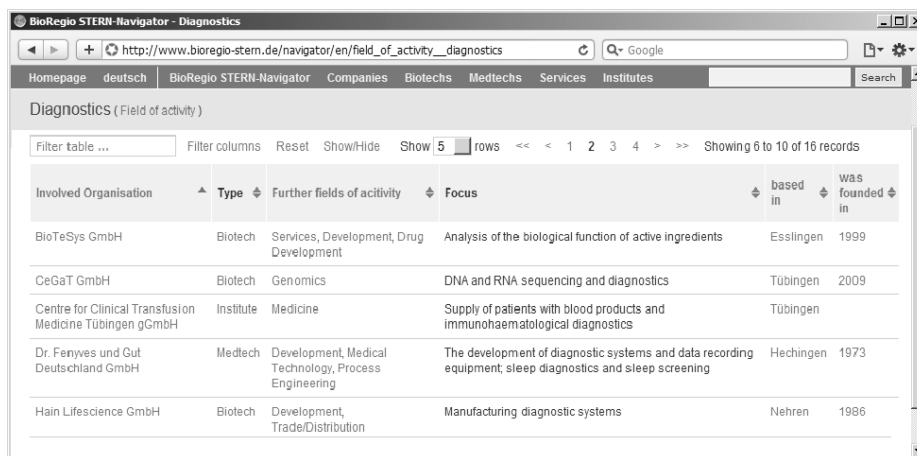 BioRegio STERN-Navigator - Diagnostics
http://www.bioregio-stern.de/navigator/en/field_of_activity__diagnostics
Google
Homepage deutsch BioRegio STERN-Navigator Companies Biotechs Medtechs Services Institutes Search
Diagnostics ( Field of activity )
Filter table ... Filter columns Reset Show/Hide Show 5 rows << < 1 2 3 4 > >> Showing 6 to 10 of 16 records
Involved Organisation Type Further fields of acitivity Focus based in was founded in
BioTeSys GmbH Biotech Services, Development, Drug Analysis of the biological function of active ingredients Esslingen 1999
Development
CeGaT GmbH Biotech Genomics DNA and RNA sequencing and diagnostics Tübingen 2009
Centre for Clinical Transfusion Institute Medicine Supply of patients with blood products and Tübingen
Medicine Tübingen gGmbH immunohaematological diagnostics
Dr. Fenyves und Gut Medtech Development, Medical The development of diagnostic systems and data recording Hechingen 1973
Deutschland GmbH Technology, Process equipment; sleep diagnostics and sleep screening
Engineering
Hain Lifescience GmbH Biotech Development, Manufacturing diagnostic systems Nehren 1986
Trade/Distribution